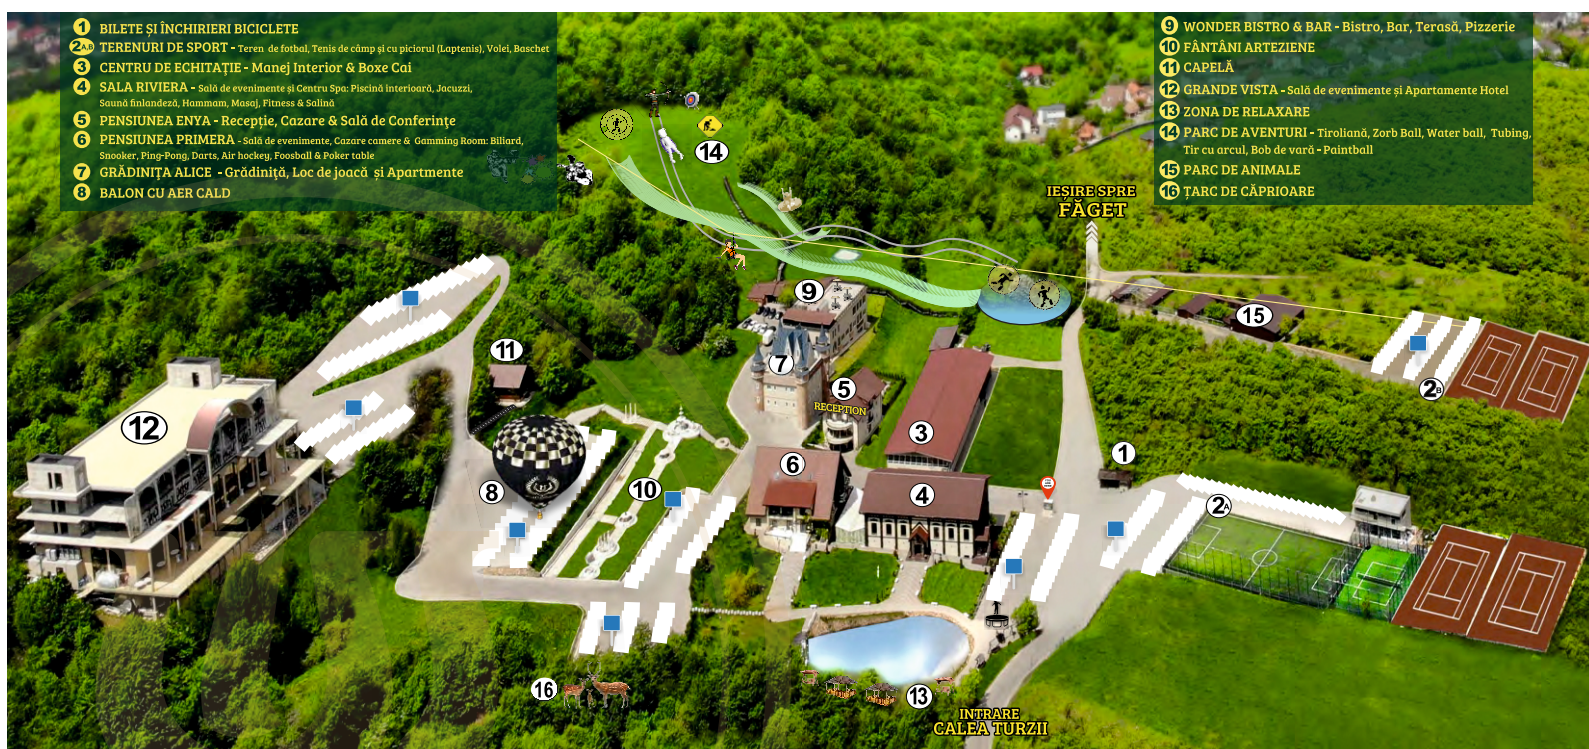 1 BILETE ȘI ÎNCHIRIERI BICICLETE
2A,B TERENURI DE SPORT - Teren de fotbal, Tenis de câmp și cu piciorul (Laptenis), Volei, Baschet
3 CENTRU DE ECHITAȚIE - Manej Interior & Boxe Cai
4 SALA RIVIERA - Sală de evenimente și Centru Spa: Piscină interioară, Jacuzzi,
Saună finlandeză, Hammam, Masaj, Fitness & Salină
5 PENSIUNEA ENYA - Recepție, Cazare & Sală de Conferințe
6 PENSIUNEA PRIMERA - Sală de evenimente, Cazare camere & Gamming Room: Biliard,
Snooker, Ping-Pong, Darts, Air hockey, Foosball & Poker table
7 GRĂDINIȚA ALICE - Grădiniță, Loc de joacă și Apartmente
8 BALON CU AER CALD
9 WONDER BISTRO & BAR - Bistro, Bar, Terasă, Pizzerie
10 FÂNTÂNI ARTEZIENE
11 CAPELĂ
12 GRANDE VISTA - Sală de evenimente și Apartamente Hotel
13 ZONA DE RELAXARE
14 PARC DE AVENTURI - Tiroliană, Zorb Ball, Water ball, Tubing,
Tir cu arcul, Bob de vară - Paintball
15 PARC DE ANIMALE
16 ȚARC DE CĂPRIOARE
14
IEȘIRE SPRE
FĂGET
9
15
11
7
5
RECEPTION
2B
12
3
1
6
8
10
4
2A
16
13
INTRARE
CALEA TURZII